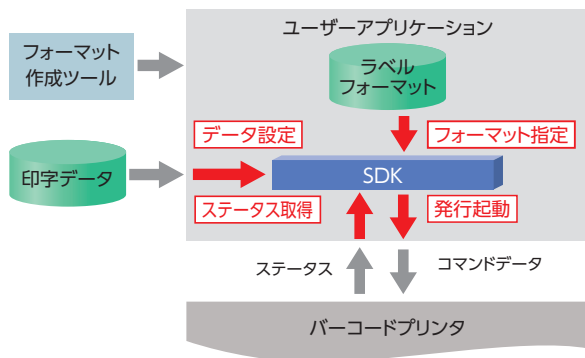 ユーザーアプリケーション
フォーマット
作成ツール
ラベル
フォーマット
データ設定
フォーマット指定
印字データ
SDK
ステータス取得
発行起動
ステータス
コマンドデータ
バーコードプリンタ